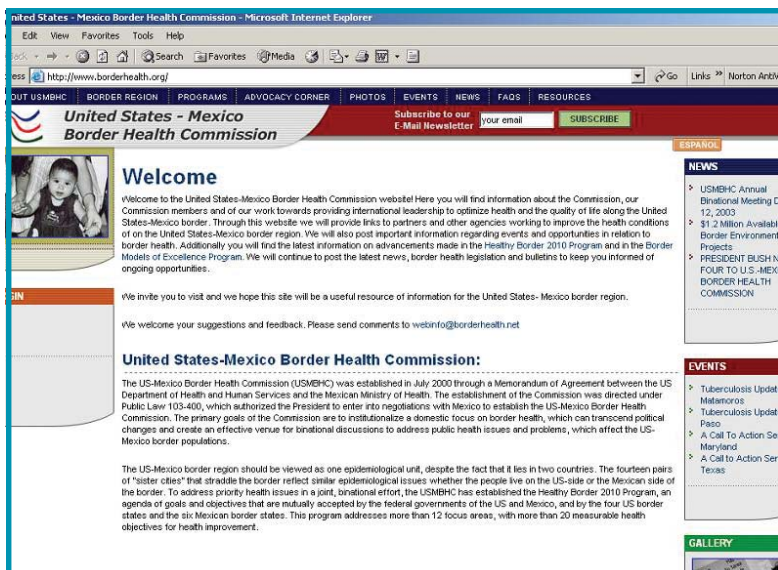 nited States - Mexico Border Health Commission - Microsoft Internet Explorer
Edit View Favorites Tools Help
Search Favorites Media
ess http://www.borderhealth.org/ Go Links » Norton AntiV
OUT USMBHC BORDER REGION PROGRAMS ADVOCACY CORNER PHOTOS EVENTS NEWS FAQS RESOURCES
United States - Mexico
Border Health Commission
Subscribe to our
E-Mail Newsletter your email SUBSCRIBE
ESPAÑOL
Welcome
Welcome to the United States-Mexico Border Health Commission website! Here you will find information about the Commission, our
Commission members and of our work towards providing international leadership to optimize health and the quality of life along the United
States-Mexico border. Through this website we will provide links to partners and other agencies working to improve the health conditions
of on the United States-Mexico border region. We will also post important information regarding events and opportunities in relation to
border health. Additionally you will find the latest information on advancements made in the Healthy Border 2010 Program and in the Border
Models of Excellence Program. We will continue to post the latest news, border health legislation and bulletins to keep you informed of
ongoing opportunities.
GIN
We invite you to visit and we hope this site will be a useful resource of information for the United States- Mexico border region.
We welcome your suggestions and feedback. Please send comments to webinfo@borderhealth.net
United States-Mexico Border Health Commission:
The US-Mexico Border Health Commission (USMBHC) was established in July 2000 through a Memorandum of Agreement between the US
Department of Health and Human Services and the Mexican Ministry of Health. The establishment of the Commission was directed under
Public Law 103-400, which authorized the President to enter into negotiations with Mexico to establish the US-Mexico Border Health
Commission. The primary goals of the Commission are to institutionalize a domestic focus on border health, which can transcend political
changes and create an effective venue for binational discussions to address public health issues and problems, which affect the US-
Mexico border populations.
The US-Mexico border region should be viewed as one epidemiological unit, despite the fact that it lies in two countries. The fourteen pairs
of "sister cities" that straddle the border reflect similar epidemiological issues whether the people live on the US-side or the Mexican side of
the border. To address priority health issues in a joint, binational effort, the USMBHC has established the Healthy Border 2010 Program, an
agenda of goals and objectives that are mutually accepted by the federal governments of the US and Mexico, and by the four US border
states and the six Mexican border states. This program addresses more than 12 focus areas, with more than 20 measurable health
objectives for health improvement.
NEWS
USMBHC Annual
Binational Meeting D
12, 2003
$1.2 Million Availabl
Border Environment
Projects
PRESIDENT BUSH N
FOUR TO U.S.-MEXI
BORDER HEALTH
COMMISSION
EVENTS
Tuberculosis Updat
Matamoros
Tuberculosis Updat
Paso
A Call To Action Se
Maryland
A Call to Action Ser
Texas
GALLERY